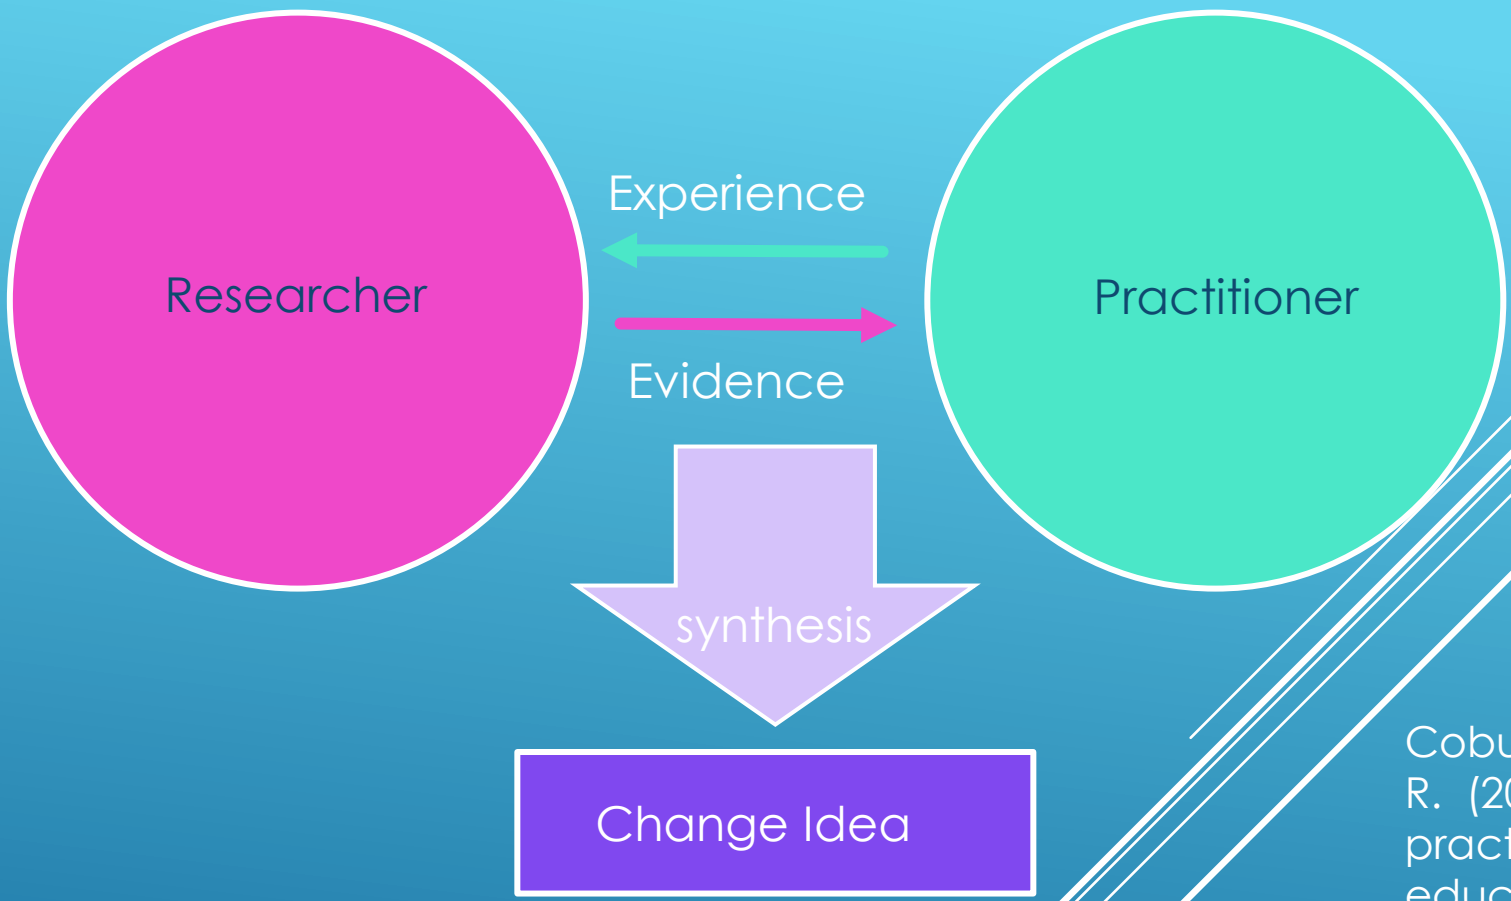 Experience
Researcher
Practitioner
Evidence
synthesis
Change Idea
R.